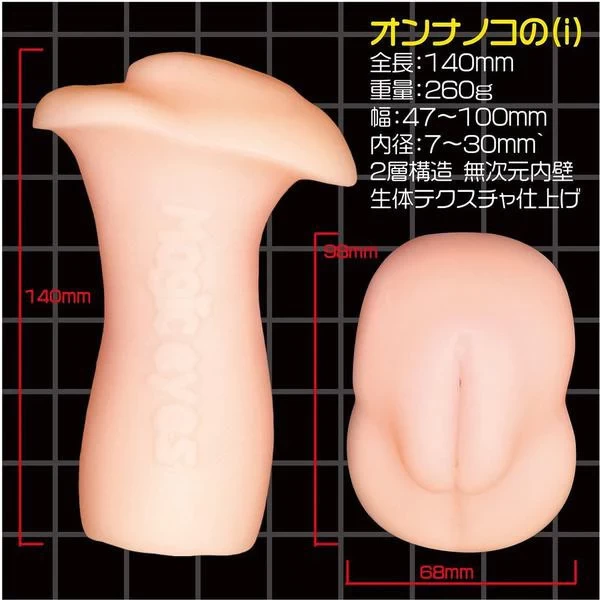 オンナノコの(i)
全長:140mm
重量:260g
幅:47〜100mm
内径:7〜30mm`
2層構造 無次元内壁
生体テクスチャ仕上げ
98mm
140mm
Magic eyes
68mm